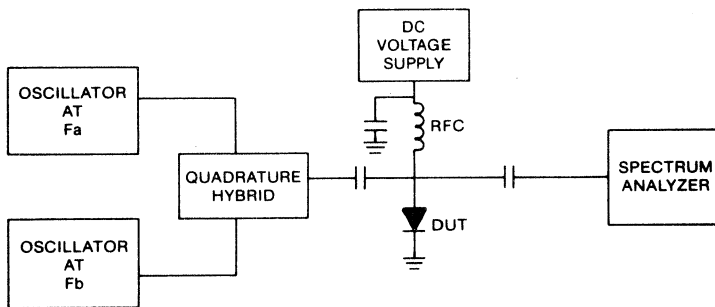 DC
VOLTAGE
SUPPLY
OSCILLATOR
AT
Fa
RFC
QUADRATURE
HYBRID
SPECTRUM
ANALYZER
DUT
OSCILLATOR
AT
Fb